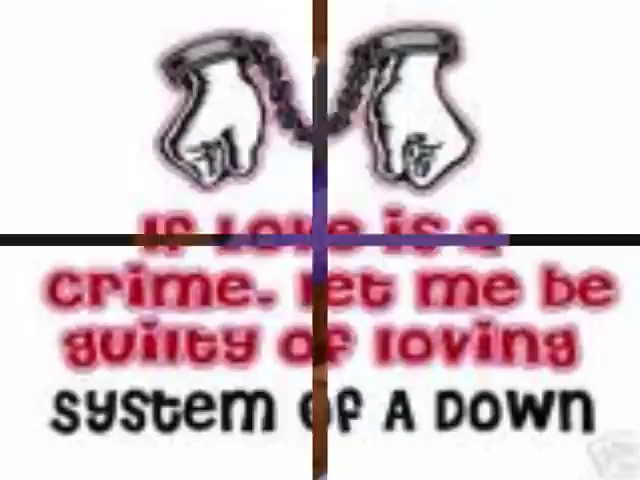 If Love is a
crime. Let me be
guilty of loving
System of A Down